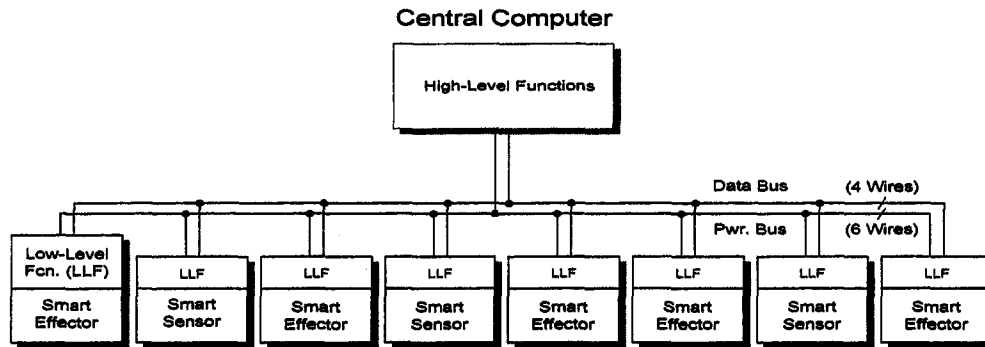 Central Computer
High-Level Functions
Data Bus (4 Wires)
Pwr. Bus (6 Wires)
Low-Level
Fcn. (LLF)
Smart
Effector
LLF
Smart
Sensor
LLF
Smart
Effector
LLF
Smart
Sensor
LLF
Smart
Effector
LLF
Smart
Effector
LLF
Smart
Sensor
LLF
Smart
Effector